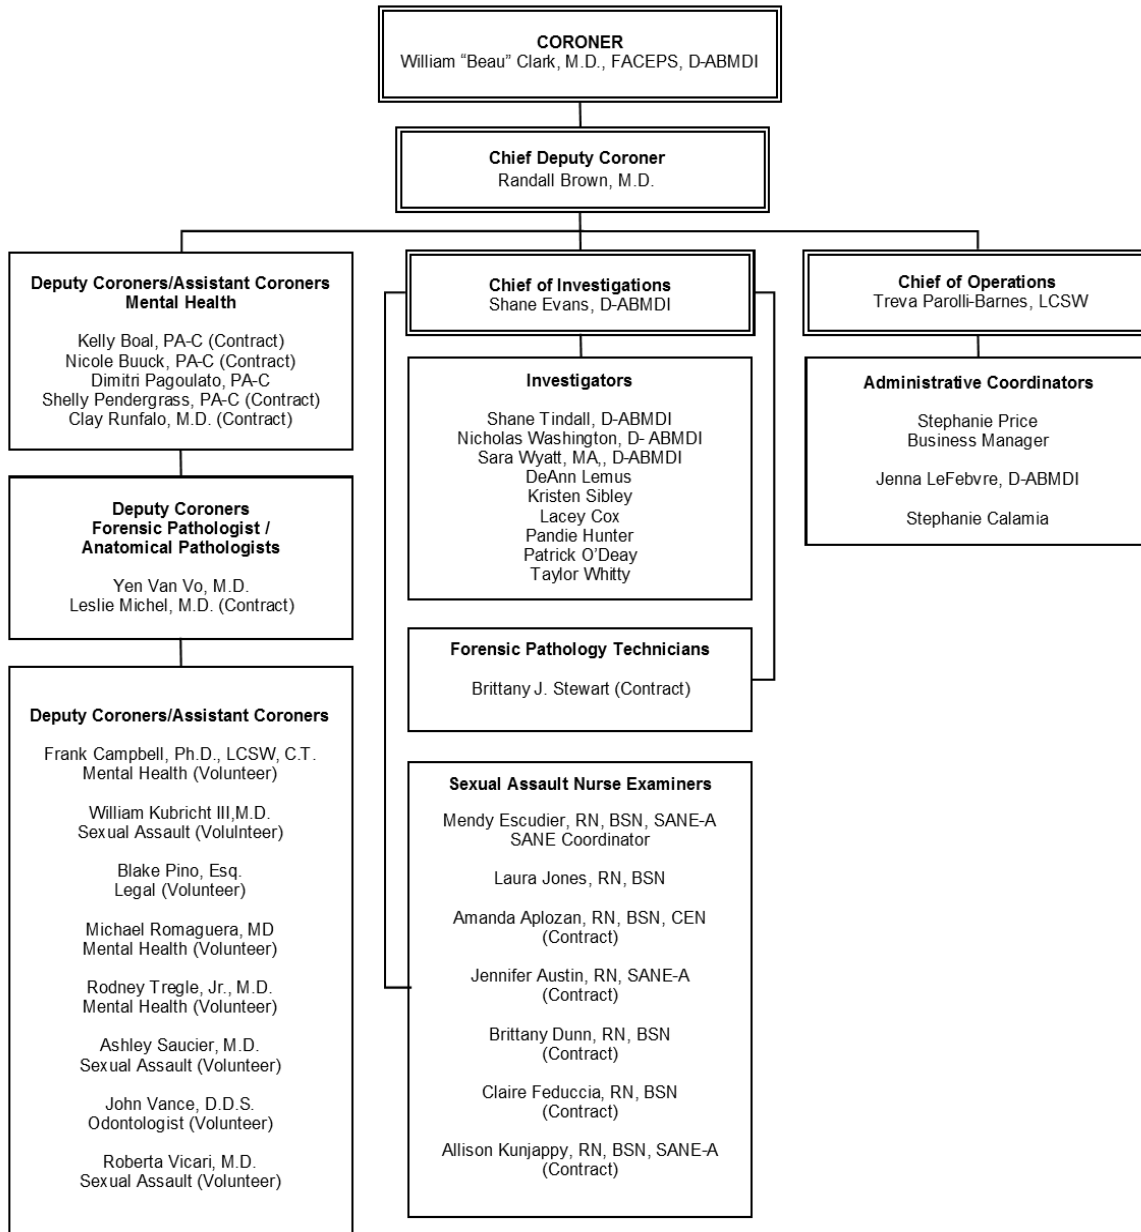 CORONER
William “Beau” Clark, M.D., FACEPS, D-ABMDI
Chief Deputy Coroner
Randall Brown, M.D.
Deputy Coroners/Assistant Coroners
Mental Health
Kelly Boal, PA-C (Contract)
Nicole Buuck, PA-C (Contract)
Dimitri Pagoulato, PA-C
Shelly Pendergrass, PA-C (Contract)
Clay Runfalo, M.D. (Contract)
Deputy Coroners
Forensic Pathologist /
Anatomical Pathologists
Yen Van Vo, M.D.
Leslie Michel, M.D. (Contract)
Deputy Coroners/Assistant Coroners
Frank Campbell, Ph.D., LCSW, C.T.
Mental Health (Volunteer)
William Kubricht III,M.D.
Sexual Assault (Volulnteer)
Blake Pino, Esq.
Legal (Volunteer)
Michael Romaguera, MD
Mental Health (Volunteer)
Rodney Tregle, Jr., M.D.
Mental Health (Volunteer)
Ashley Saucier, M.D.
Sexual Assault (Volunteer)
John Vance, D.D.S.
Odontologist (Volunteer)
Roberta Vicari, M.D.
Sexual Assault (Volunteer)
Chief of Investigations
Shane Evans, D-ABMDI
Investigators
Shane Tindall, D-ABMDI
Nicholas Washington, D- ABMDI
Sara Wyatt, MA,, D-ABMDI
DeAnn Lemus
Kristen Sibley
Lacey Cox
Pandie Hunter
Patrick O’Deay
Taylor Whitty
Forensic Pathology Technicians
Brittany J. Stewart (Contract)
Sexual Assault Nurse Examiners
Mendy Escudier, RN, BSN, SANE-A
SANE Coordinator
Laura Jones, RN, BSN
Amanda Aplozan, RN, BSN, CEN
(Contract)
Jennifer Austin, RN, SANE-A
(Contract)
Brittany Dunn, RN, BSN
(Contract)
Claire Feduccia, RN, BSN
(Contract)
Allison Kunjappy, RN, BSN, SANE-A
(Contract)
Chief of Operations
Treva Parolli-Barnes, LCSW
Administrative Coordinators
Stephanie Price
Business Manager
Jenna LeFebvre, D-ABMDI
Stephanie Calamia